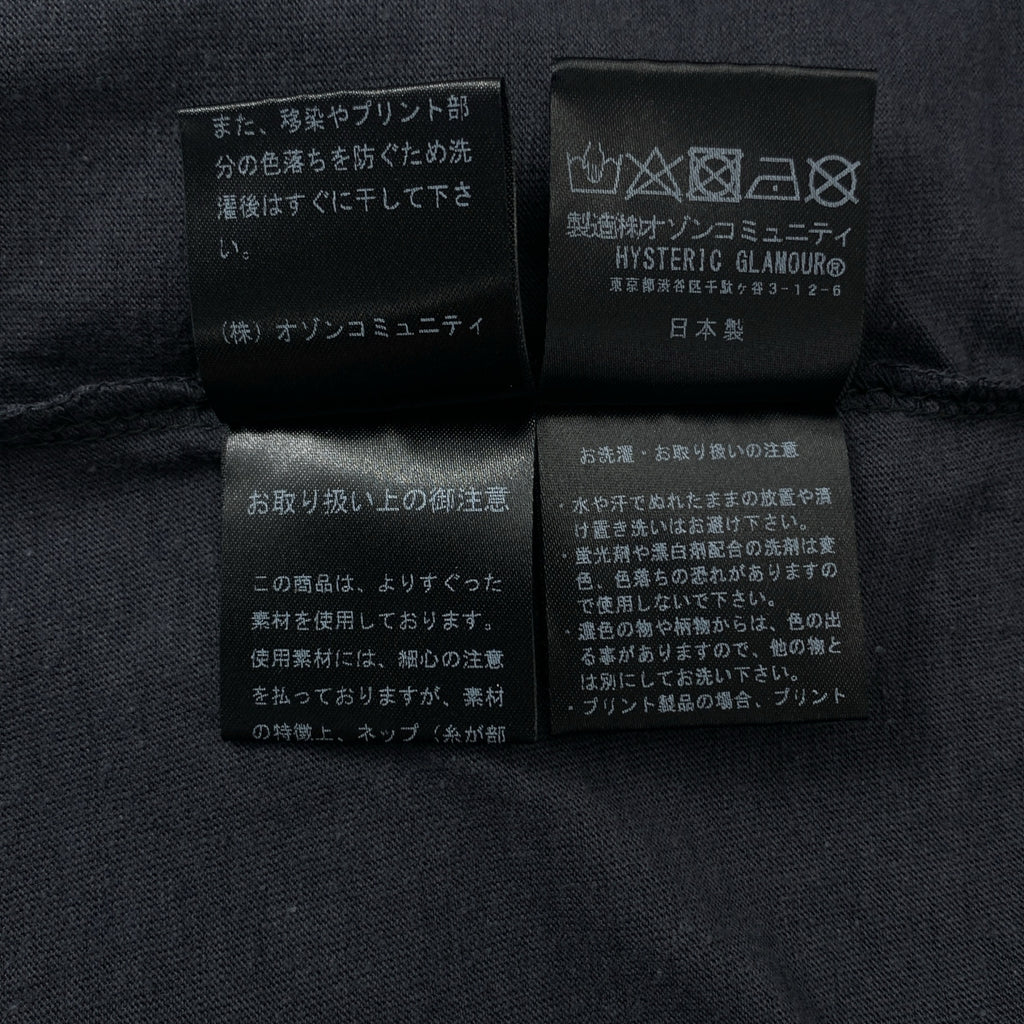 また、移染やプリント部
分の色落ちを防ぐため洗
濯後はすぐに干して下さ
い。
(株) オゾンコミュニティ
製造(株)オゾンコミュニティ
HYSTERIC GLAMOUR®
東京都渋谷区千駄ヶ谷3-12-6
日本製
お取り扱い上の御注意
この商品は、よりすぐった
素材を使用しております。
使用素材には、細心の注意
を払っておりますが、素材
の特徴上、ネップ(糸が部
お洗濯・お取り扱いの注意
・水や汗でぬれたままの放置や漬
け置き洗いはお避け下さい。
・蛍光剤や漂白剤配合の洗剤は変
色、色落ちの恐れがありますの
で使用しないで下さい。
・濃色の物や柄物からは、色の出
る事がありますので、他の物と
は別にしてお洗い下さい。
・プリント製品の場合、プリント